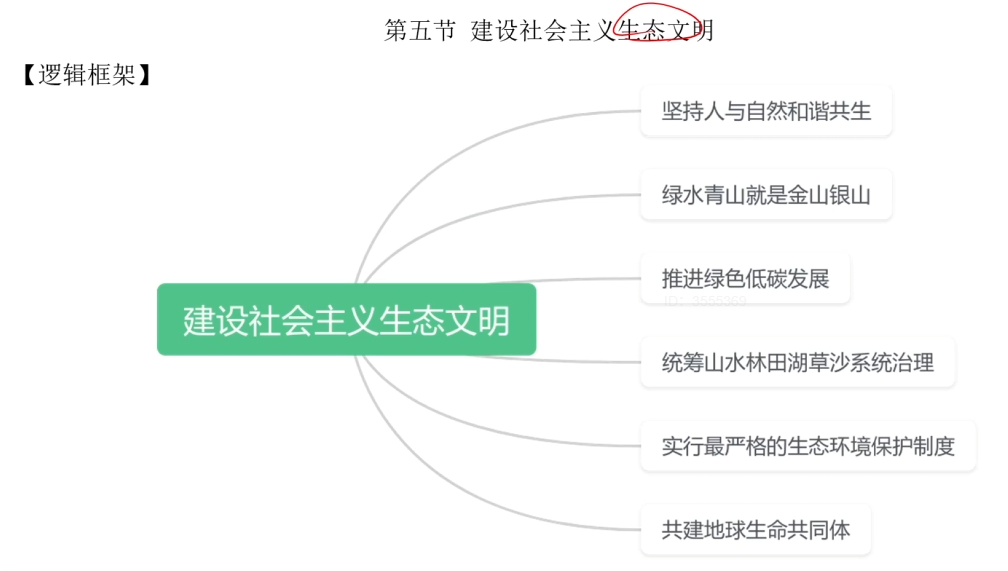 第五节 建设社会主义生态文明
【逻辑框架】
坚持人与自然和谐共生
绿水青山就是金山银山
推进绿色低碳发展
ID：3555369
建设社会主义生态文明
统筹山水林田湖草沙系统治理
实行最严格的生态环境保护制度
共建地球生命共同体